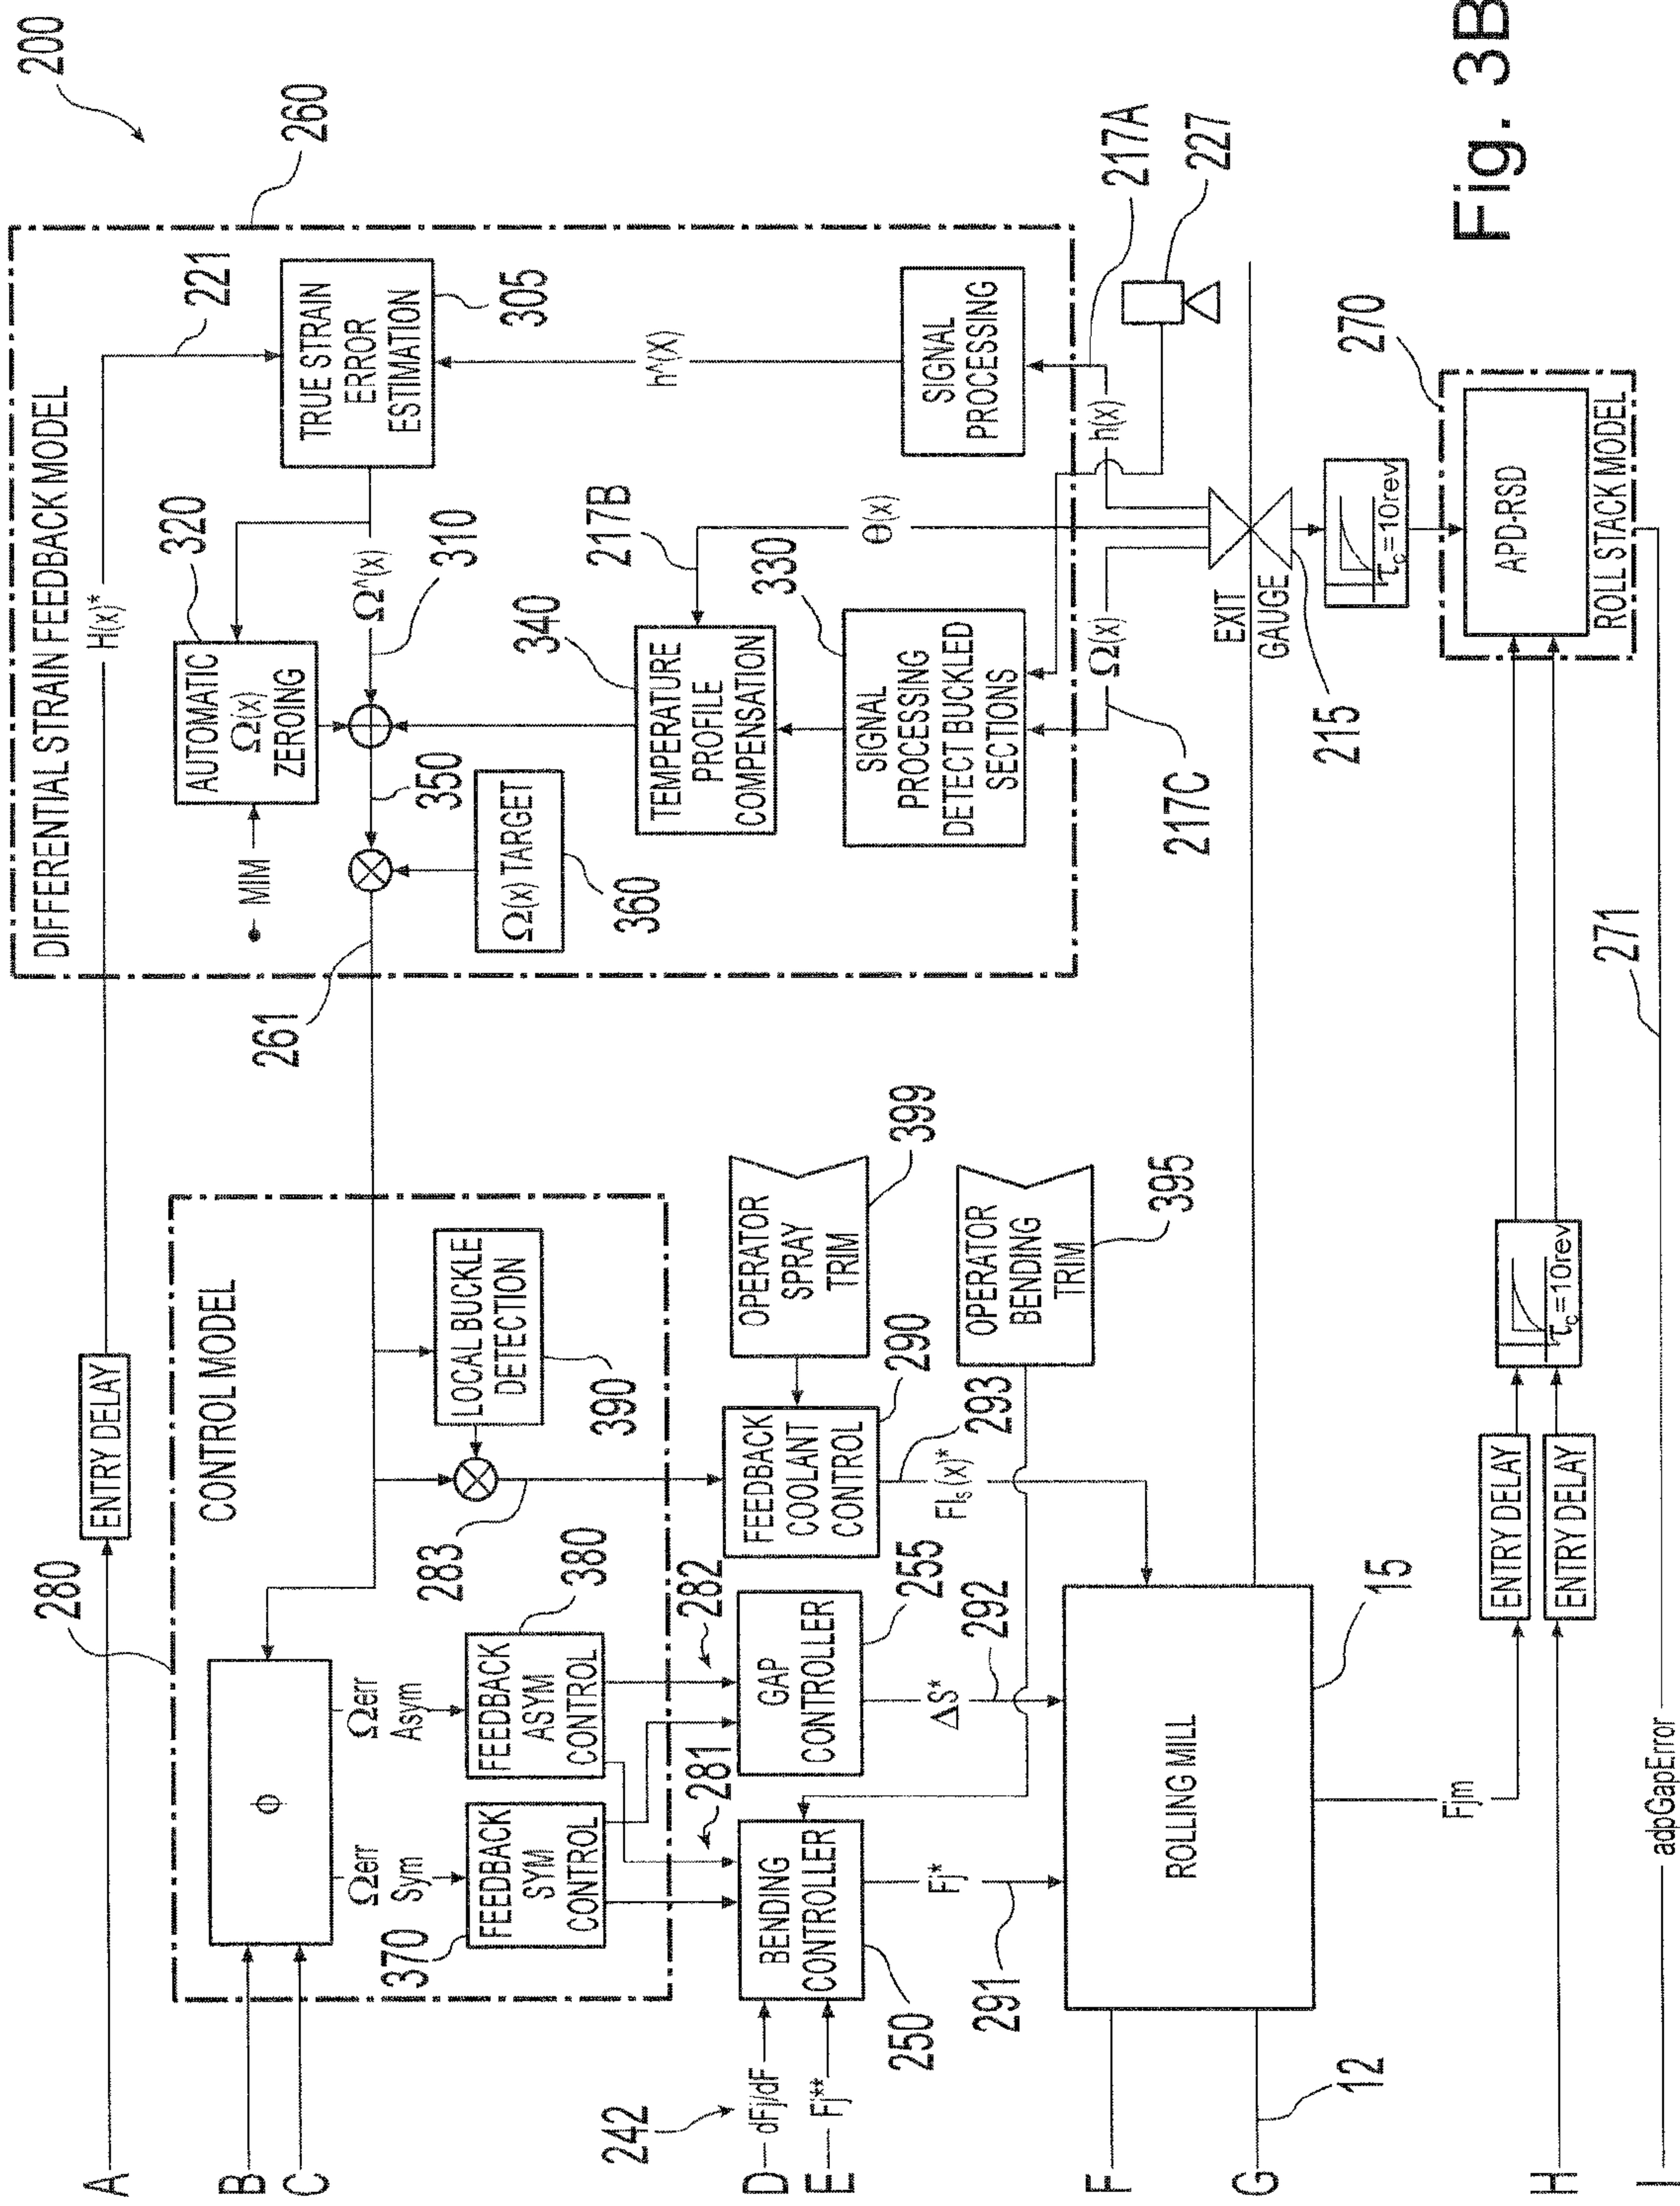 200
260
DIFFERENTIAL STRAIN FEEDBACK MODEL
H(x)*
221
TRUE STRAIN
ERROR
ESTIMATION
305
320
AUTOMATIC
Ω(x)
ZEROING
MIM
Ω^(x)
310
350
Ω(x) TARGET
360
261
h^(X)
SIGNAL
PROCESSING
217A
227
h(x)
217B
θ(x)
340
TEMPERATURE
PROFILE
COMPENSATION
330
SIGNAL
PROCESSING
DETECT BUCKLED
SECTIONS
Ω(x)
217C
EXIT
GAUGE
215
τc=10rev
270
APD-RSD
ROLL STACK MODEL
271
Fig. 3B
A
ENTRY DELAY
280
CONTROL MODEL
B
C
ϕ
Ωerr
Sym
Ωerr
Asym
370
FEEDBACK
SYM
CONTROL
380
FEEDBACK
ASYM
CONTROL
LOCAL BUCKLE
DETECTION
390
283
281
282
242
D
dFj/dF
E
Fj**
BENDING
CONTROLLER
250
GAP
CONTROLLER
255
FEEDBACK
COOLANT
CONTROL
290
OPERATOR
SPRAY
TRIM
399
OPERATOR
BENDING
TRIM
395
Fj*
291
ΔS*
292
FIs(x)*
293
F
G
12
ROLLING MILL
15
Fjm
ENTRY DELAY
ENTRY DELAY
τc=10rev
H
I
adpGapError